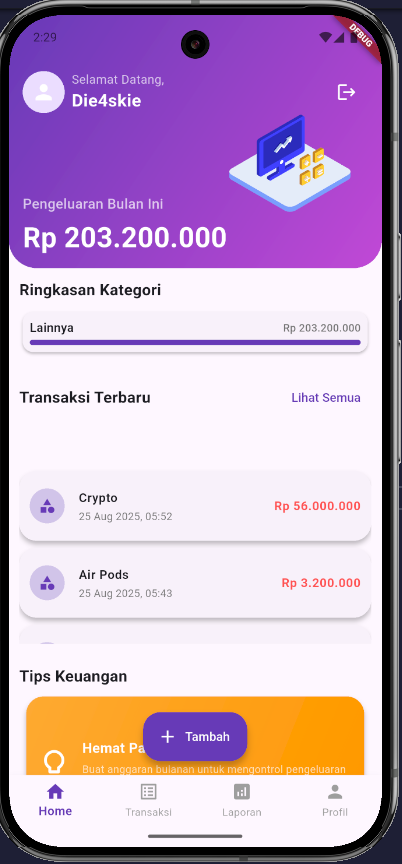 2:29
DEBUG
Selamat Datang,
Die4skie
Pengeluaran Bulan Ini
Rp 203.200.000
Ringkasan Kategori
Lainnya Rp 203.200.000
Transaksi Terbaru Lihat Semua
Crypto
25 Aug 2025, 05:52
Rp 56.000.000
Air Pods
25 Aug 2025, 05:43
Rp 3.200.000
Tips Keuangan
Hemat
Buat anggaran bulanan untuk mengontrol pengeluaran
+ Tambah
Home Transaksi Laporan Profil